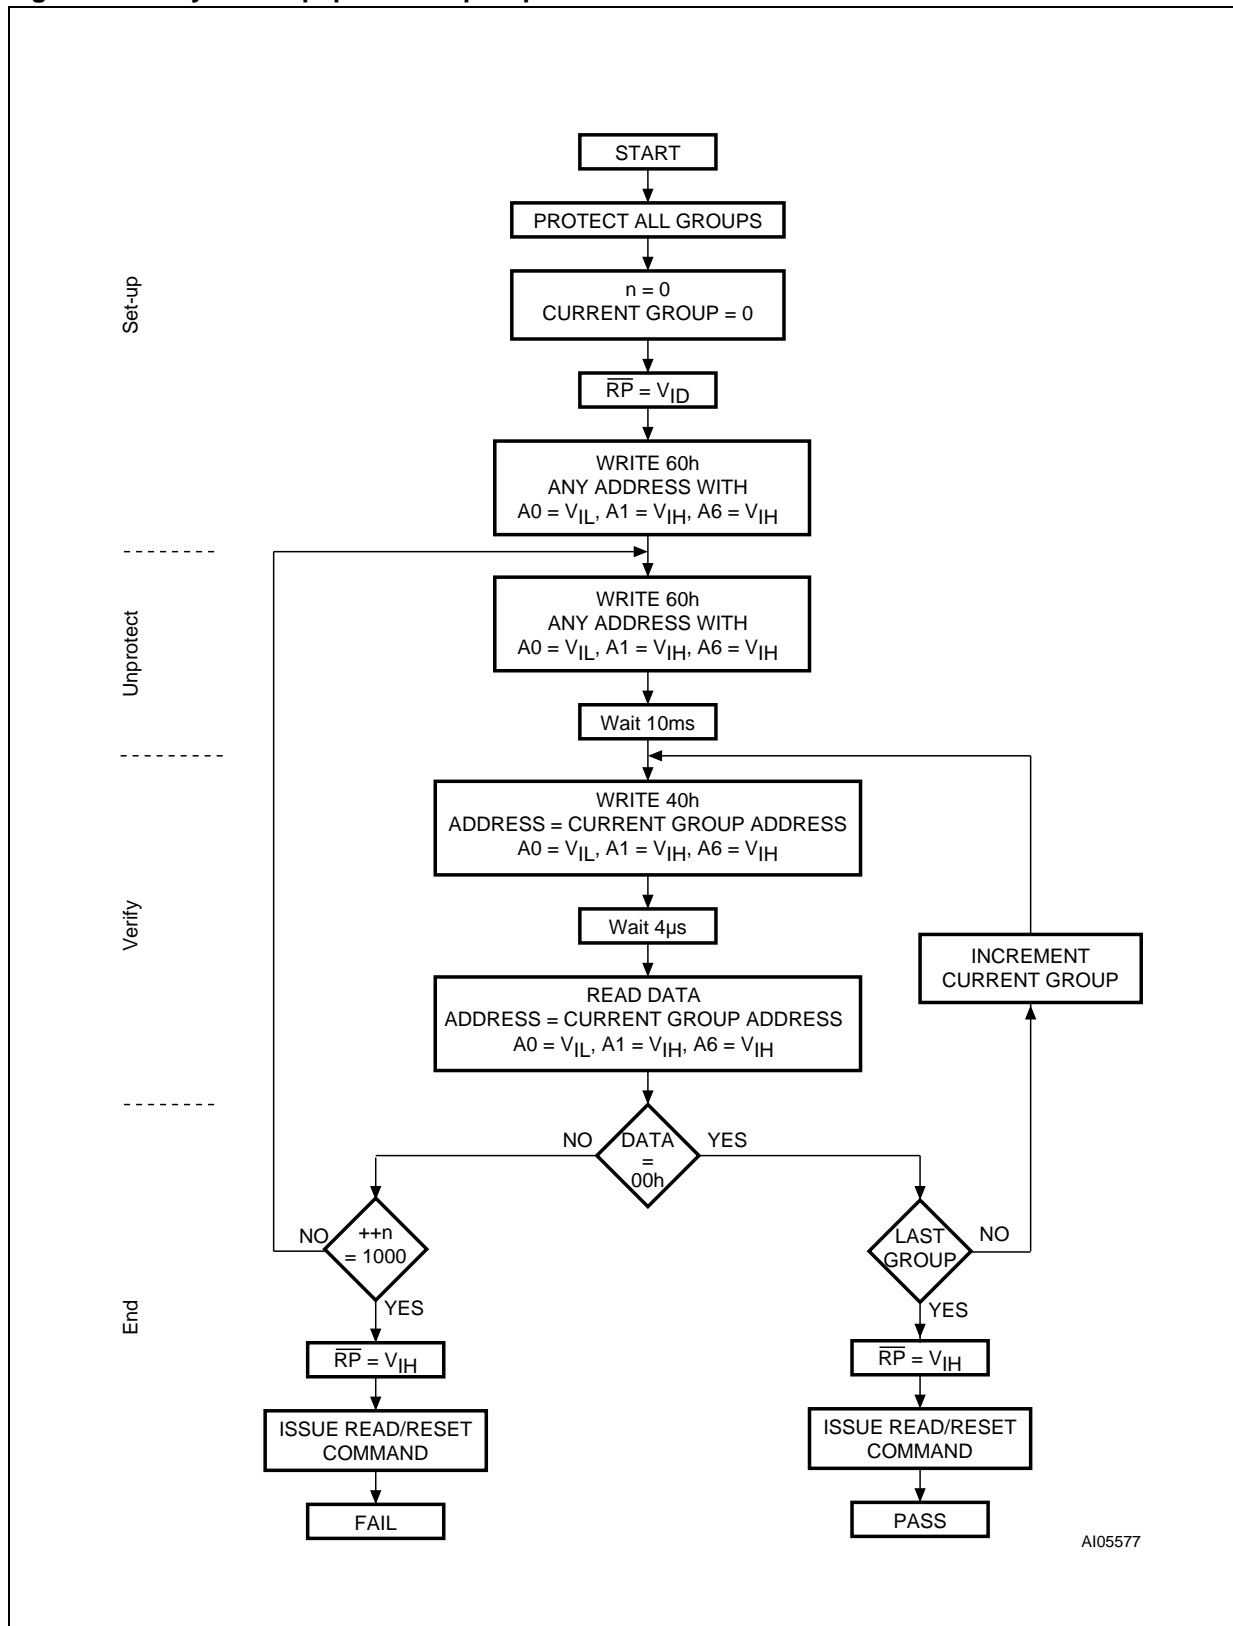 START
PROTECT ALL GROUPS
n = 0
CURRENT GROUP = 0
Set-up
RP = VID
WRITE 60h
ANY ADDRESS WITH
A0 = VIL, A1 = VIH, A6 = VIH
Unprotect
WRITE 60h
ANY ADDRESS WITH
A0 = VIL, A1 = VIH, A6 = VIH
Wait 10ms
Verify
WRITE 40h
ADDRESS = CURRENT GROUP ADDRESS
A0 = VIL, A1 = VIH, A6 = VIH
Wait 4µs
INCREMENT
CURRENT GROUP
READ DATA
ADDRESS = CURRENT GROUP ADDRESS
A0 = VIL, A1 = VIH, A6 = VIH
End
NO
DATA
=
00h
YES
NO
++n
= 1000
YES
LAST
GROUP
NO
YES
RP = VIH
RP = VIH
ISSUE READ/RESET
COMMAND
ISSUE READ/RESET
COMMAND
FAIL
PASS
AI05577